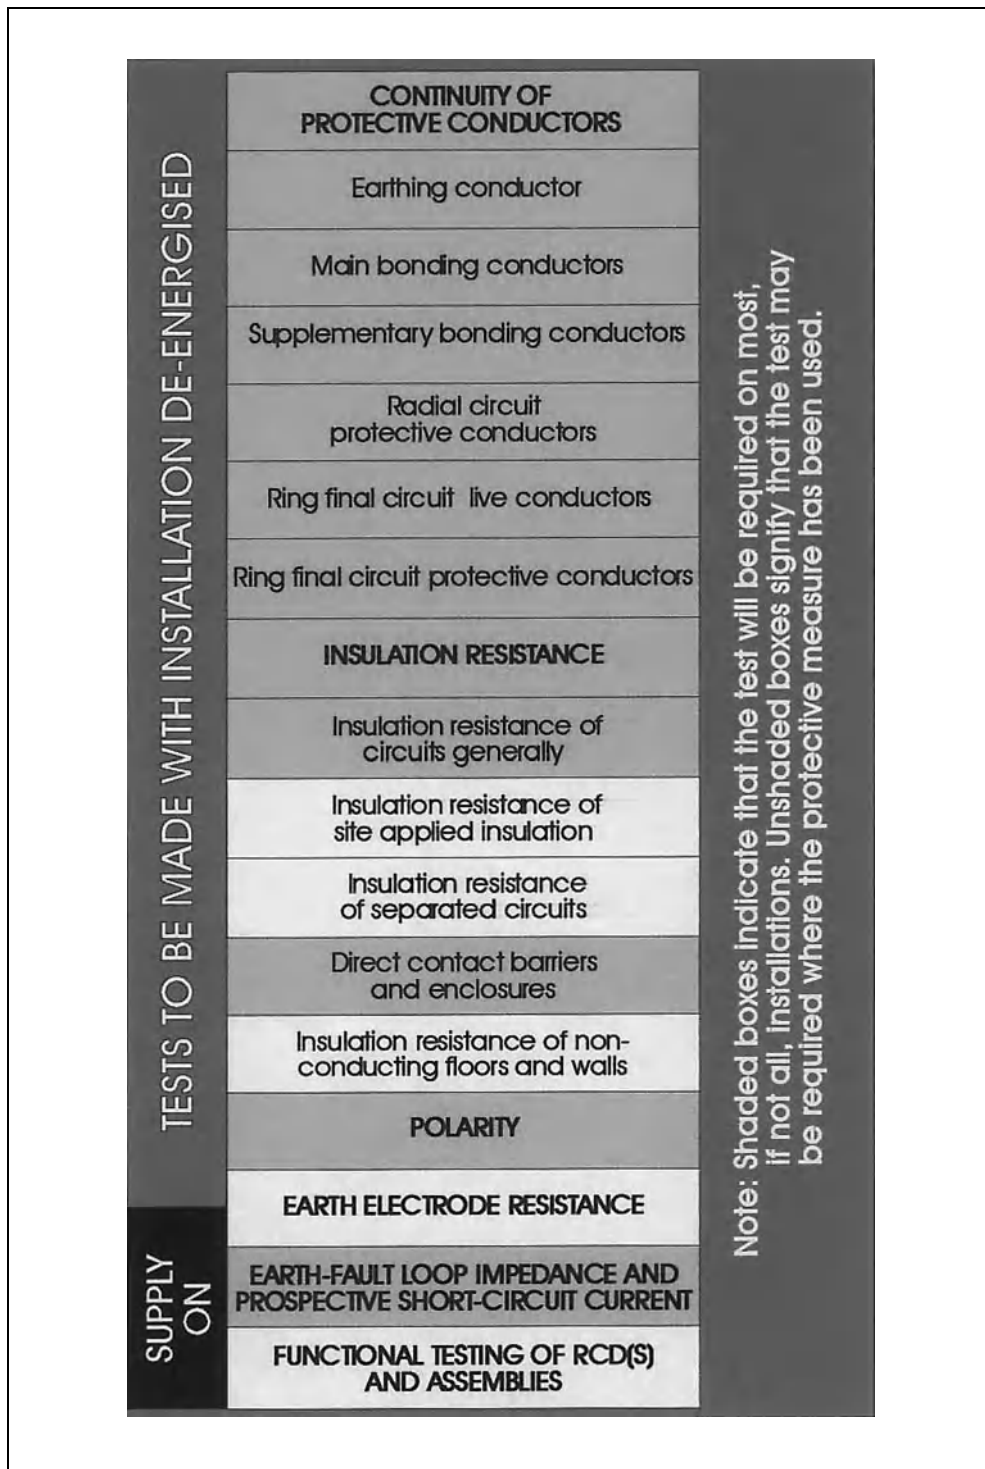 TESTS TO BE MADE WITH INSTALLATION DE-ENERGISED
SUPPLY
ON
CONTINUITY OF
PROTECTIVE CONDUCTORS
Earthing conductor
Main bonding conductors
Supplementary bonding conductors
Radial circuit
protective conductors
Ring final circuit live conductors
Ring final circuit protective conductors
INSULATION RESISTANCE
Insulation resistance of
circuits generally
Insulation resistance of
site applied insulation
Insulation resistance
of separated circuits
Direct contact barriers
and enclosures
Insulation resistance of non-
conducting floors and walls
POLARITY
EARTH ELECTRODE RESISTANCE
EARTH-FAULT LOOP IMPEDANCE AND
PROSPECTIVE SHORT-CIRCUIT CURRENT
FUNCTIONAL TESTING OF RCD(S)
AND ASSEMBLIES
Note: Shaded boxes indicate that the test will be required on most,
if not all, installations. Unshaded boxes signify that the test may
be required where the protective measure has been used.